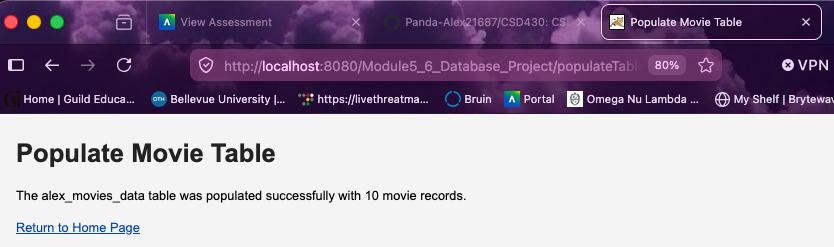 View Assessment
Panda-Alex21687/CSD430: CS
Populate Movie Table
http://localhost:8080/Module5_6_Database_Project/populateTabl
80%
VPN
Home | Guild Educa...
OTH
Bellevue University |...
https://livethreatma...
Bruin
Portal
Omega Nu Lambda ...
My Shelf | Brytewav
Populate Movie Table
The alex_movies_data table was populated successfully with 10 movie records.
Return to Home Page